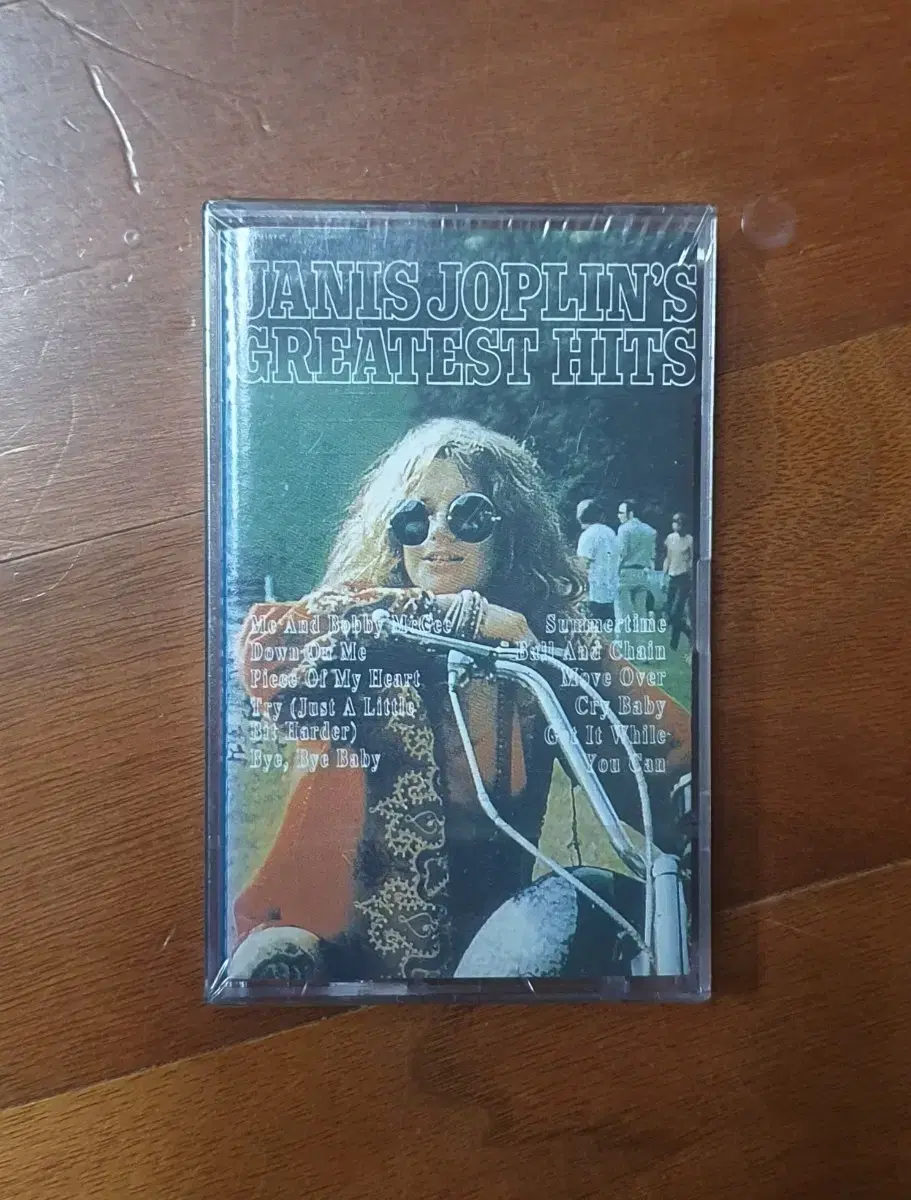 JANIS JOPLIN'S
GREATEST HITS
Me And Bobby McGee
Down On Me
Piece Of My Heart
Try (Just A Little
Bit Harder)
Bye, Bye Baby
Summertime
Ball And Chain
Move Over
Cry Baby
Get It While
You Can